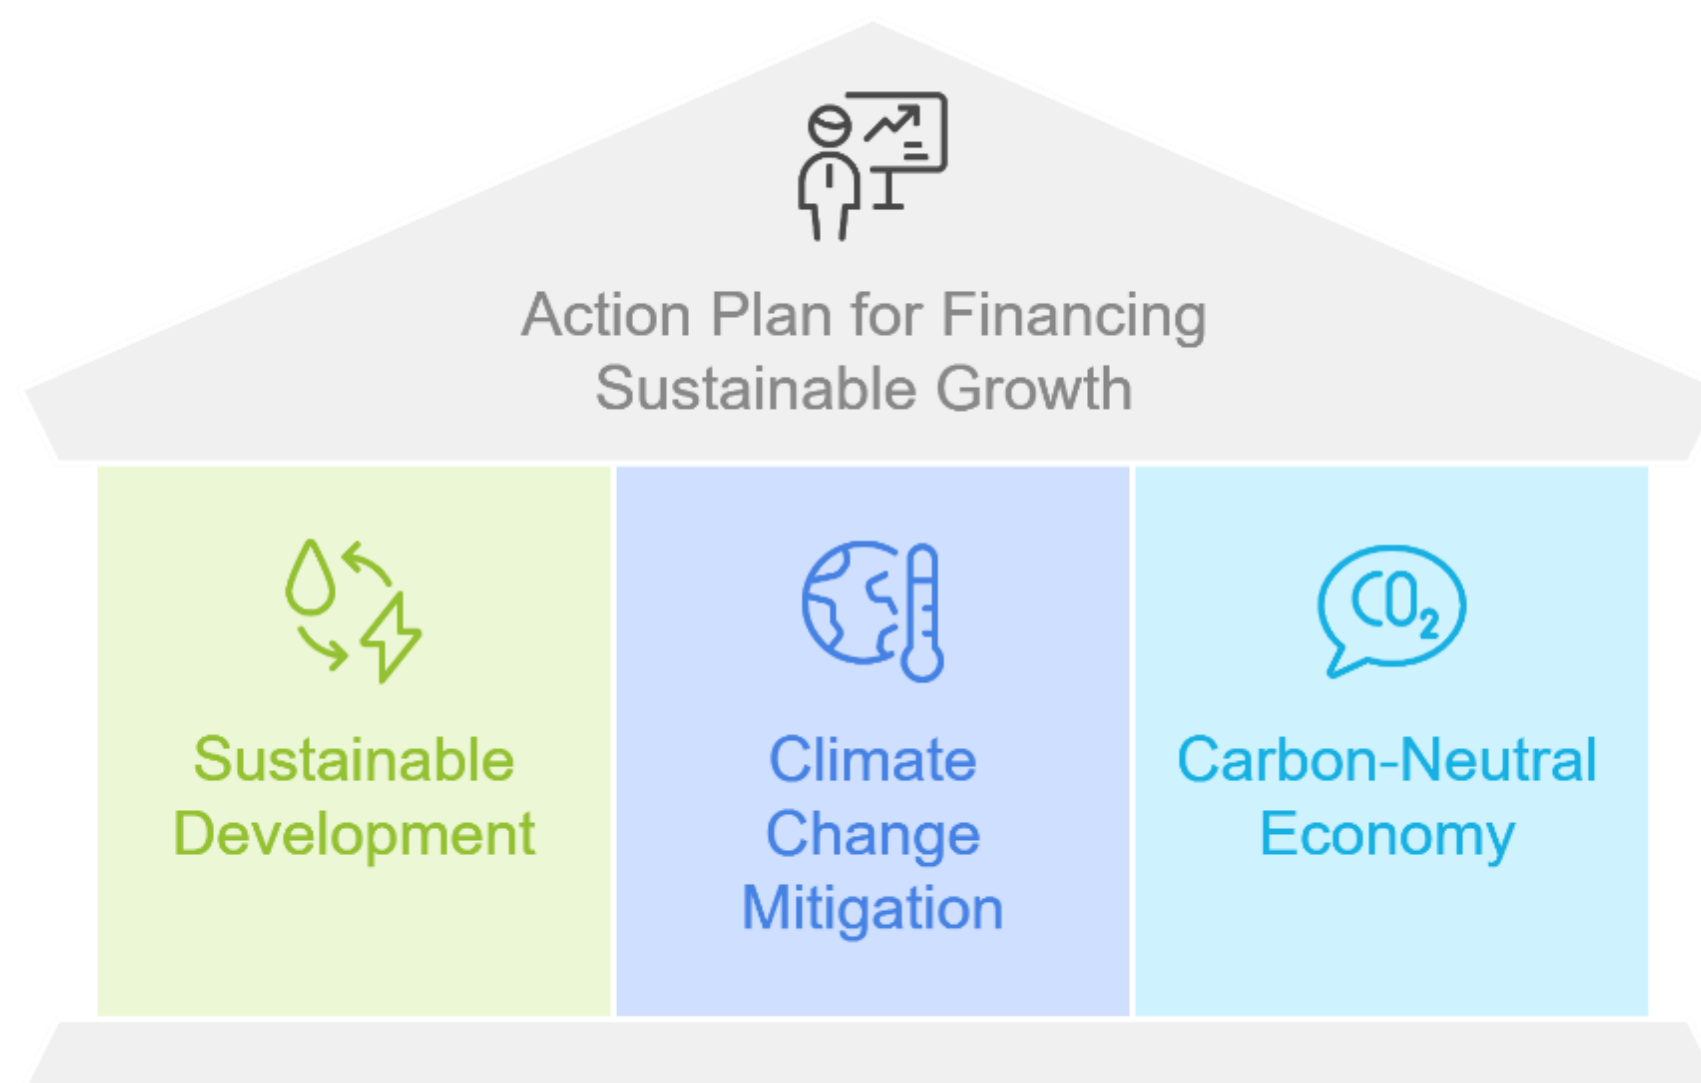 Action Plan for Financing
Sustainable Growth
CO₂
Sustainable
Development
Climate
Change
Mitigation
Carbon-Neutral
Economy